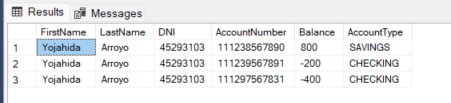 Results Messages
FirstName LastName DNI AccountNumber Balance AccountType
1 Yojahida Arroyo 45293103 111238567890 800 SAVINGS
2 Yojahida Arroyo 45293103 111239567891 -200 CHECKING
3 Yojahida Arroyo 45293103 111297567831 -400 CHECKING